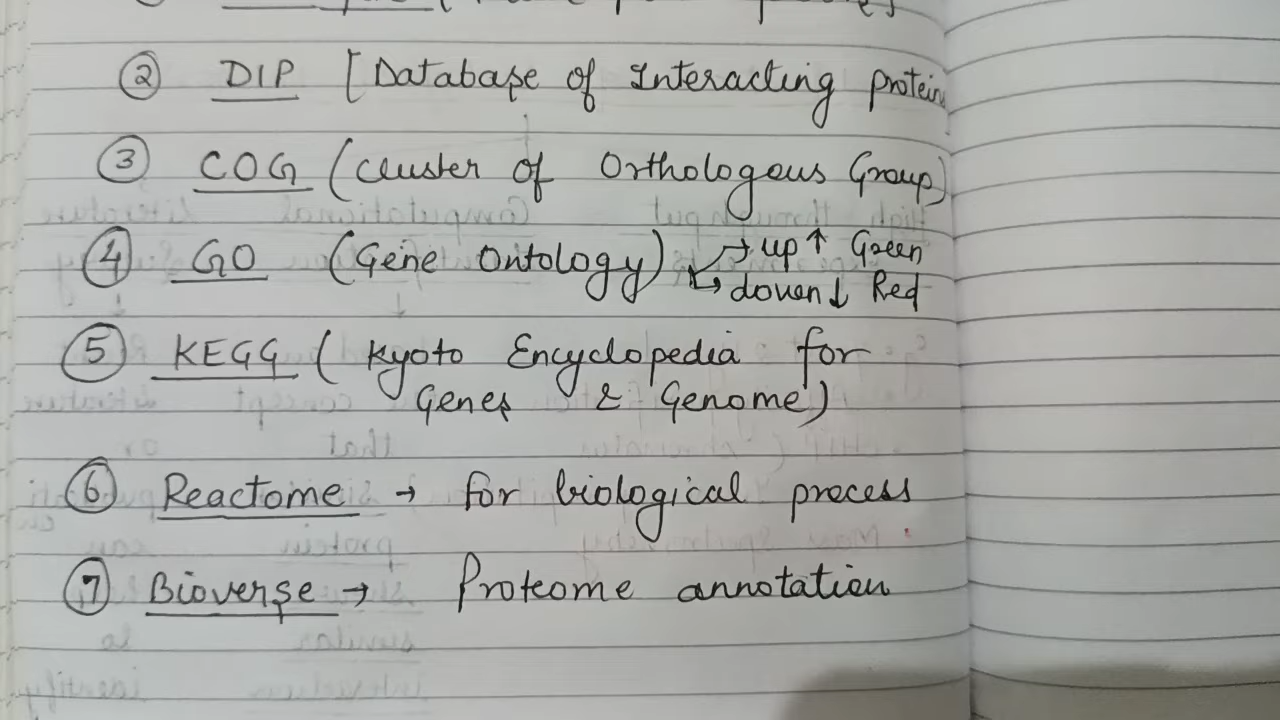 ② DIP [Database of Interacting Protein
③ COG (Cluster of Orthologous Group)
④ GO (Gene Ontology) → up ↑ Green
→ down ↓ Red
⑤ KEGG ( Kyoto Encyclopedia for
Genes & Genome)
⑥ Reactome → for biological process
⑦ Bioverse → Proteome annotation